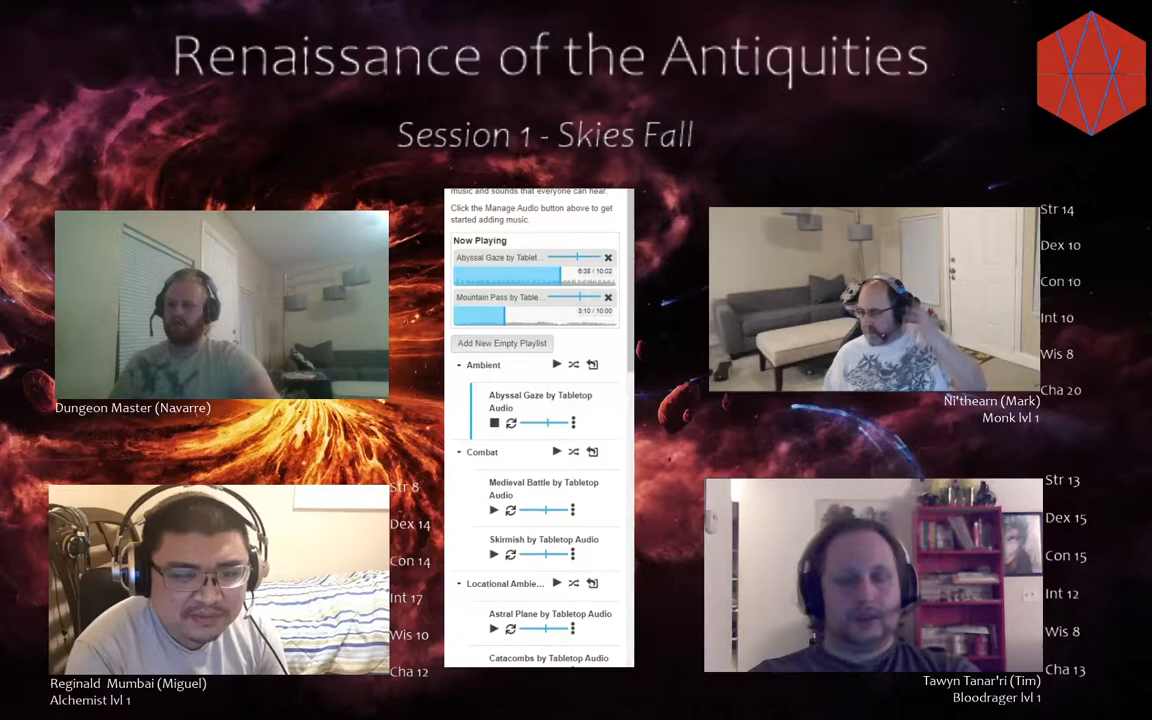 Renaissance of the Antiquities
Session 1 - Skies Fall
Dungeon Master (Navarre)
music and sounds that everyone can hear.
Click the Manage Audio button above to get
started adding music.
Now Playing
Abyssal Gaze by Tablet...
6:38 / 10:02
Mountain Pass by Table...
3:10 / 10:00
Add New Empty Playlist
Ambient
Abyssal Gaze by Tabletop
Audio
Combat
Medieval Battle by Tabletop
Audio
Skirmish by Tabletop Audio
Locational Ambie...
Astral Plane by Tabletop Audio
Catacombs by Tabletop Audio
Str 14
Dex 10
Con 10
Int 10
Wis 8
Cha 20
Ni'thearn (Mark)
Monk lvl 1
Str 8
Dex 14
Con 14
Int 17
Wis 10
Cha 12
Reginald Mumbai (Miguel)
Alchemist lvl 1
Str 13
Dex 15
Con 15
Int 12
Wis 8
Cha 13
Tawyn Tanar'ri (Tim)
Bloodrager lvl 1